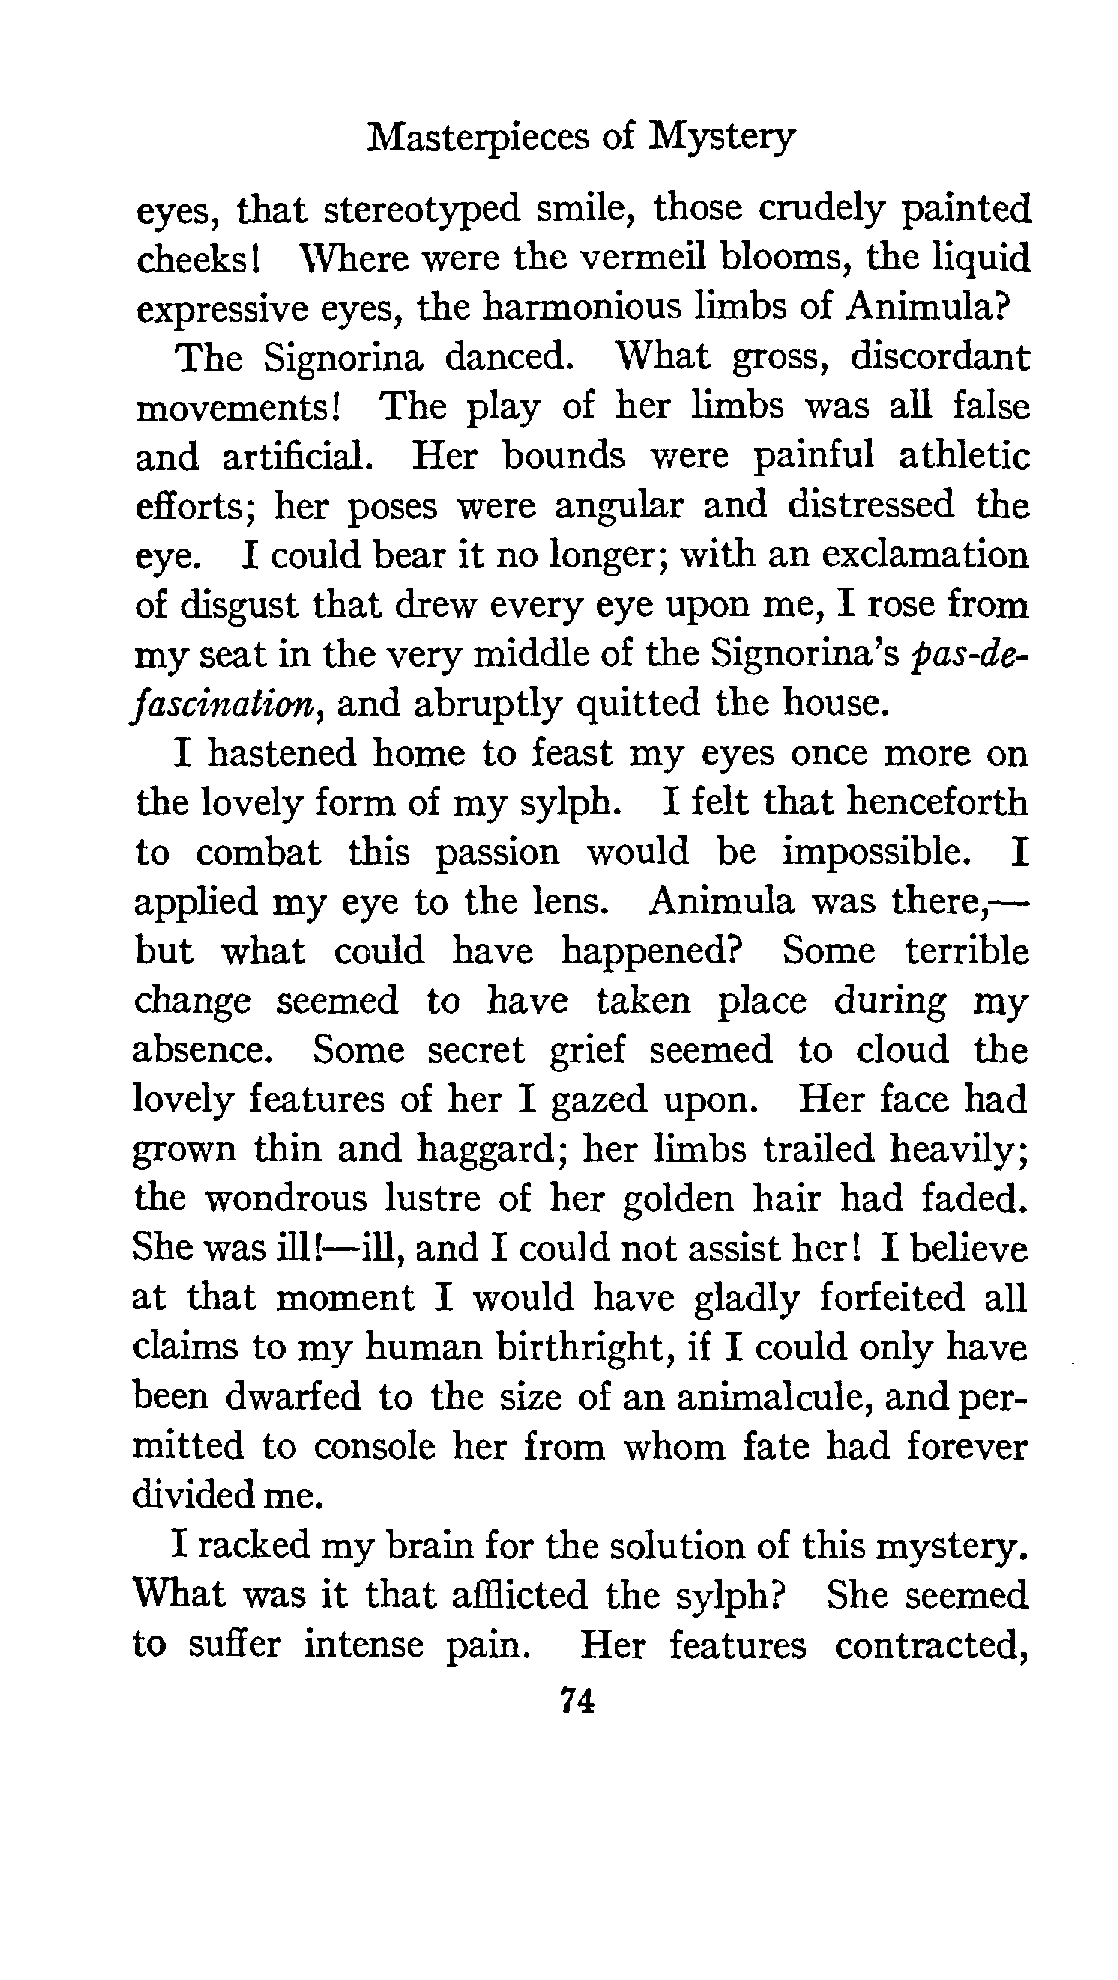 Masterpieces of Mystery
eyes, that stereotyped smile, those crudely painted
cheeks! Where were the vermeil blooms, the liquid
expressive eyes, the harmonious limbs of Animula?
The Signorina danced. What gross, discordant
movements! The play of her limbs was all false
and artificial. Her bounds were painful athletic
efforts; her poses were angular and distressed the
eye. I could bear it no longer; with an exclamation
of disgust that drew every eye upon me, I rose from
my seat in the very middle of the Signorina's pas-de-
fascination, and abruptly quitted the house.
I hastened home to feast my eyes once more on
the lovely form of my sylph. I felt that henceforth
to combat this passion would be impossible. I
applied my eye to the lens. Animula was there,—
but what could have happened? Some terrible
change seemed to have taken place during my
absence. Some secret grief seemed to cloud the
lovely features of her I gazed upon. Her face had
grown thin and haggard; her limbs trailed heavily;
the wondrous lustre of her golden hair had faded.
She was ill!—ill, and I could not assist her! I believe
at that moment I would have gladly forfeited all
claims to my human birthright, if I could only have
been dwarfed to the size of an animalcule, and per-
mitted to console her from whom fate had forever
divided me.
I racked my brain for the solution of this mystery.
What was it that afflicted the sylph? She seemed
to suffer intense pain. Her features contracted,
74